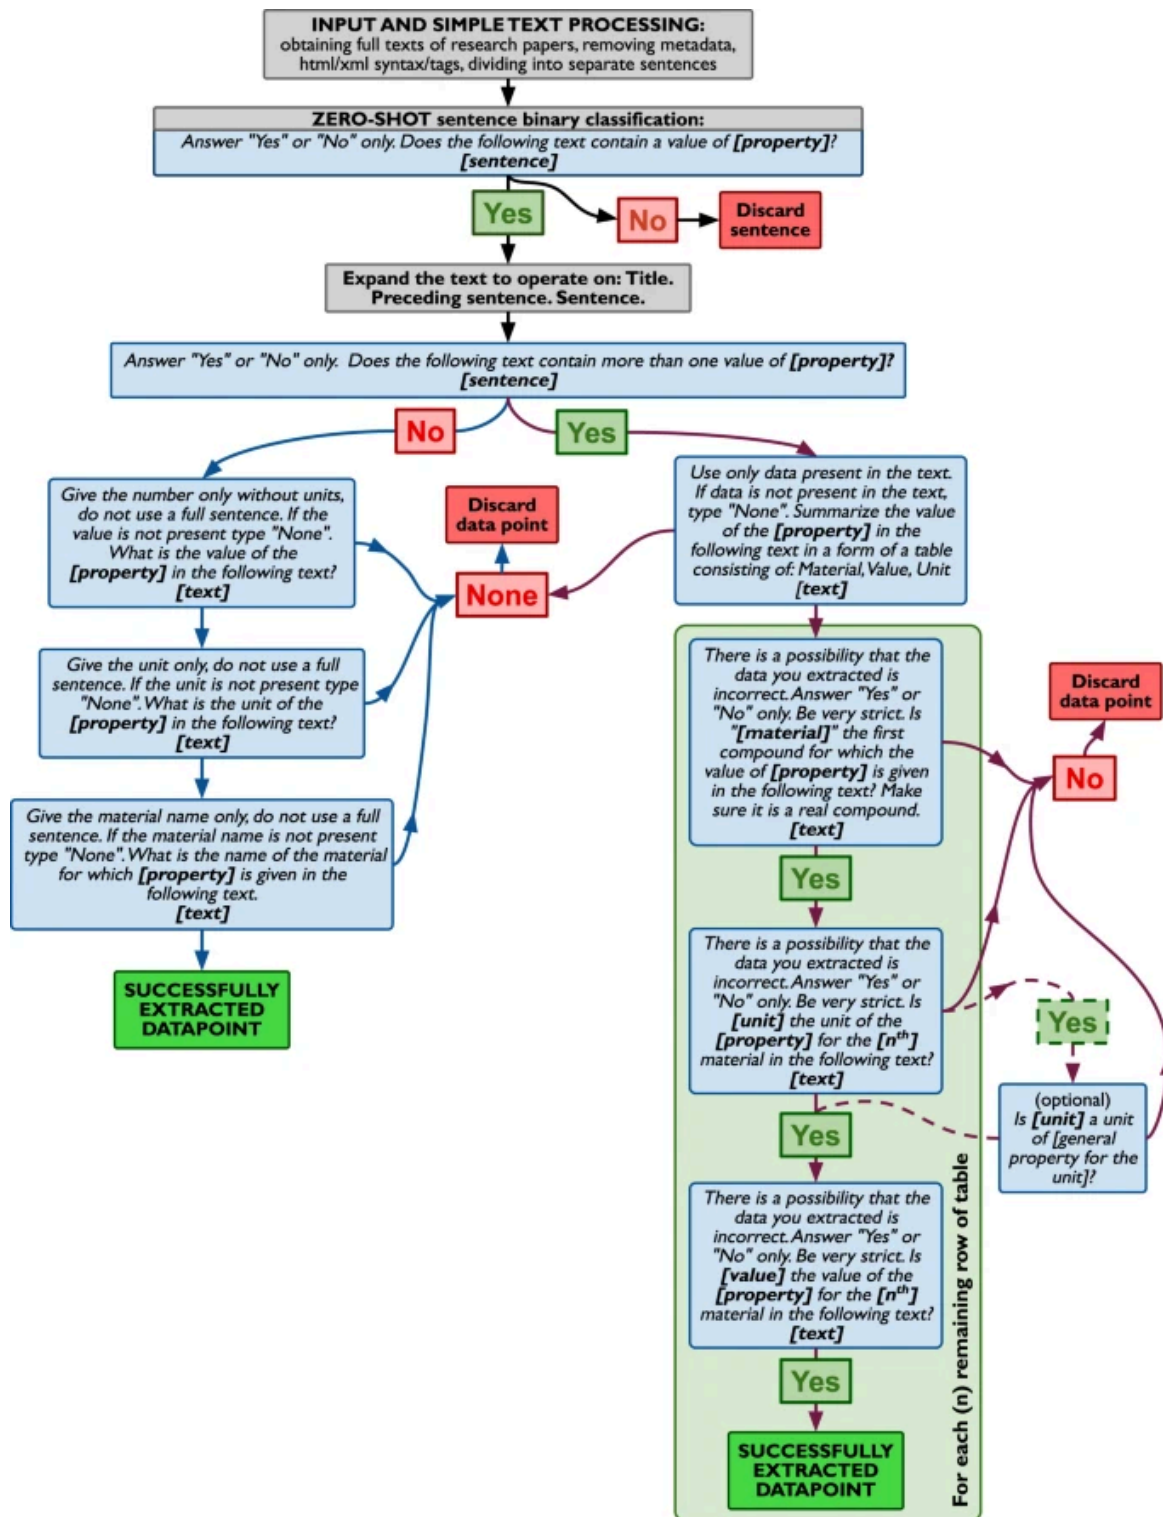 INPUT AND SIMPLE TEXT PROCESSING:
obtaining full texts of research papers, removing metadata,
html/xml syntax/tags, dividing into separate sentences
ZERO-SHOT sentence binary classification:
Answer "Yes" or "No" only. Does the following text contain a value of [property]?
[sentence]
Yes
No
Discard
sentence
Expand the text to operate on: Title.
Preceding sentence. Sentence.
Answer "Yes" or "No" only. Does the following text contain more than one value of [property]?
[sentence]
No
Yes
Give the number only without units,
do not use a full sentence. If the
value is not present type "None".
What is the value of the
[property] in the following text?
[text]
Discard
data point
None
Use only data present in the text.
If data is not present in the text,
type "None". Summarize the value
of the [property] in the
following text in a form of a table
consisting of: Material, Value, Unit
[text]
Give the unit only, do not use a full
sentence. If the unit is not present type
"None". What is the unit of the
[property] in the following text?
[text]
Give the material name only, do not use a full
sentence. If the material name is not present
type "None". What is the name of the material
for which [property] is given in the
following text.
[text]
SUCCESSFULLY
EXTRACTED
DATAPOINT
There is a possibility that the
data you extracted is
incorrect. Answer "Yes" or
"No" only. Be very strict. Is
"[material]" the first
compound for which the
value of [property] is given
in the following text? Make
sure it is a real compound.
[text]
Discard
data point
No
Yes
There is a possibility that the
data you extracted is
incorrect. Answer "Yes" or
"No" only. Be very strict. Is
[unit] the unit of the
[property] for the [nth]
material in the following text?
[text]
Yes
(optional)
Is [unit] a unit
of [general
property for the
unit]?
Yes
There is a possibility that the
data you extracted is
incorrect. Answer "Yes" or
"No" only. Be very strict. Is
[value] the value of the
[property] for the [nth]
material in the following text?
[text]
Yes
SUCCESSFULLY
EXTRACTED
DATAPOINT
For each (n) remaining row of table